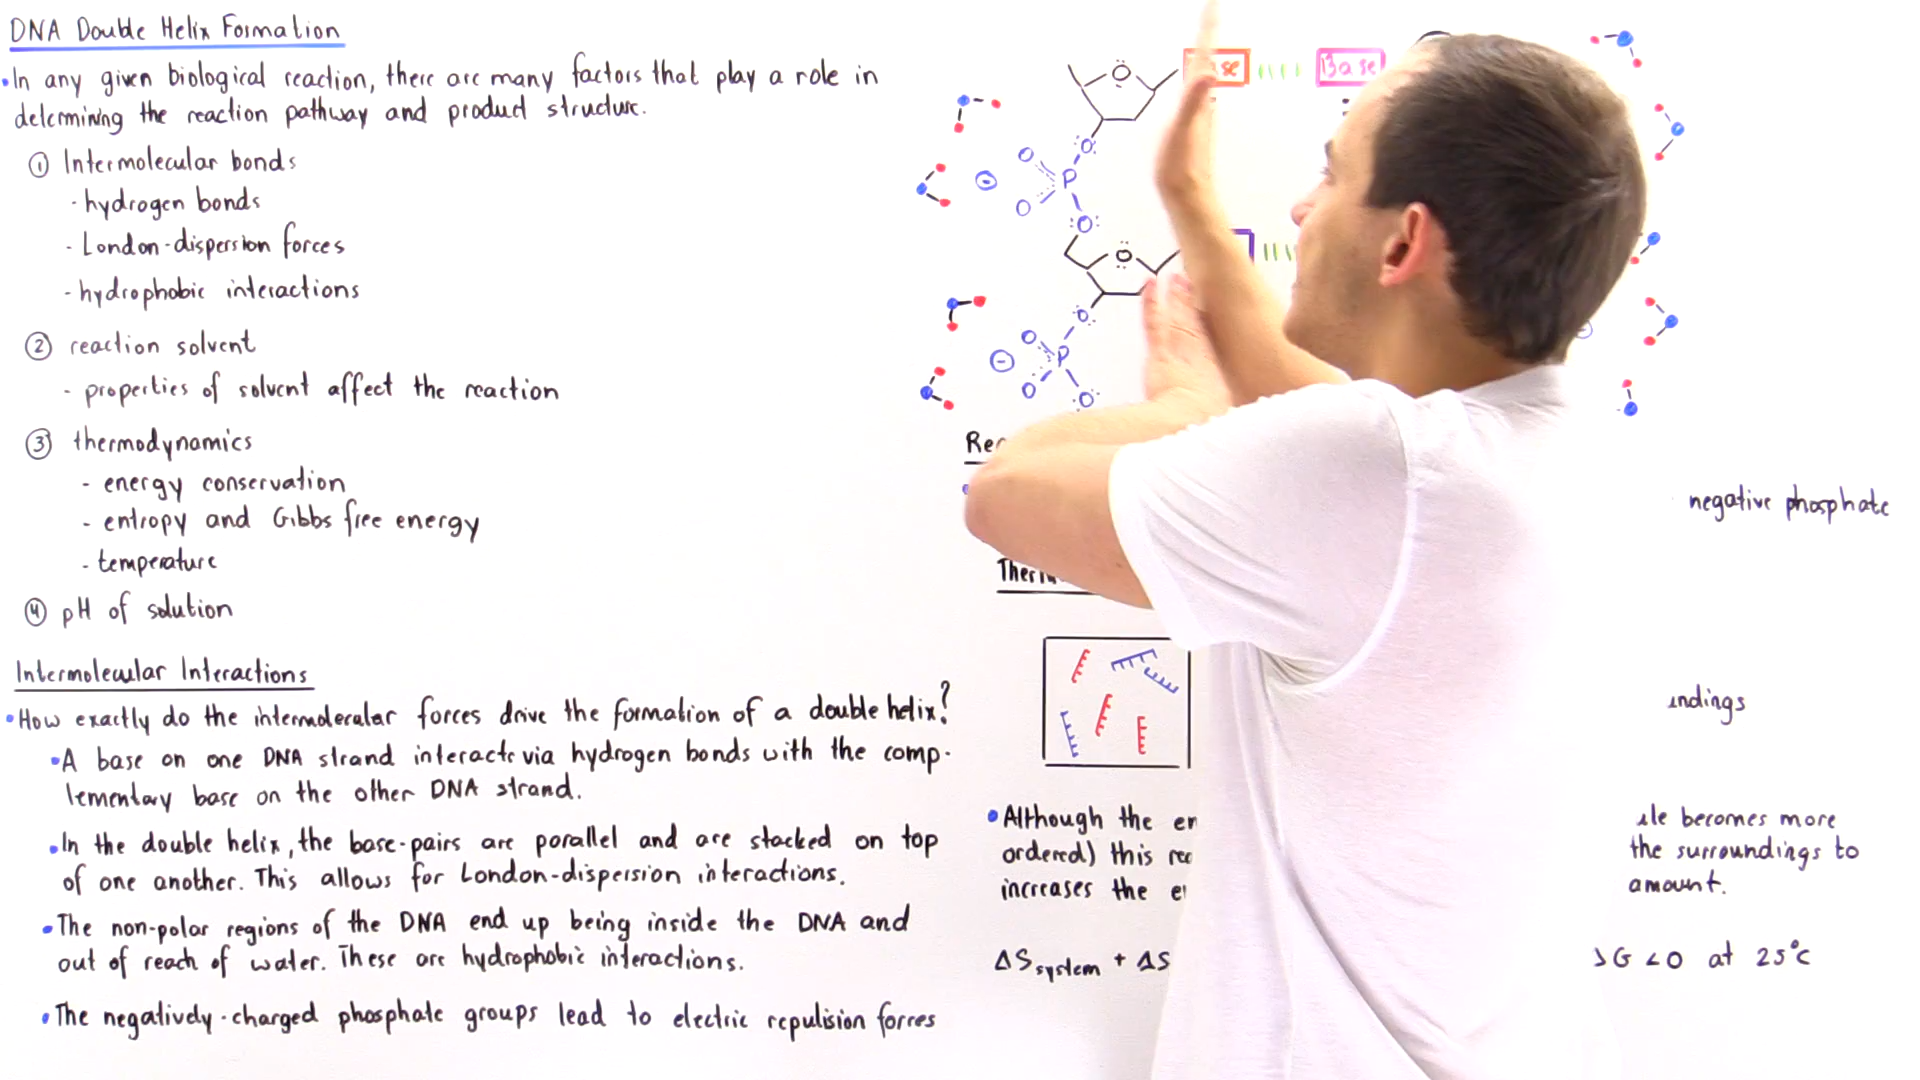 DNA Double Helix Formation
•In any given biological reaction, there are many factors that play a role in
determining the reaction pathway and product structure.
① Intermolecular bonds
- hydrogen bonds
- London-dispersion forces
- hydrophobic interactions
② reaction solvent
- properties of solvent affect the reaction
③ thermodynamics
- energy conservation
- entropy and Gibbs free energy
- temperature
④ pH of solution
Intermolecular Interactions
•How exactly do the intermolecular forces drive the formation of a double helix?
•A base on one DNA strand interacts via hydrogen bonds with the comp-
lementary base on the other DNA strand.
•In the double helix, the base-pairs are parallel and are stacked on top
of one another. This allows for London-dispersion interactions.
•The non-polar regions of the DNA end up being inside the DNA and
out of reach of water. These are hydrophobic interactions.
•The negatively-charged phosphate groups lead to electric repulsion forces
O se Base
O
O P
O
O
O
O
O P
O O
Rea
negative phosphate
Therm
undings
•Although the en
ordered) this rea
increases the e
ule becomes more
the surroundings to
amount.
ΔSsystem + ΔS
ΔG <0 at 25°C